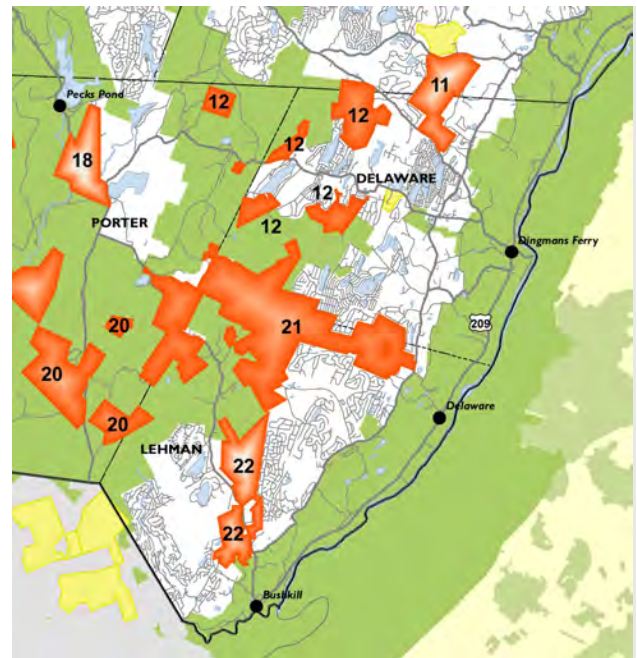 11
Pecks Pond
12
12
12
18
DELAWARE
12
PORTER
12
Dingmans Ferry
21
209
20
20
Delaware
20
LEHMAN
22
22
Bushkill